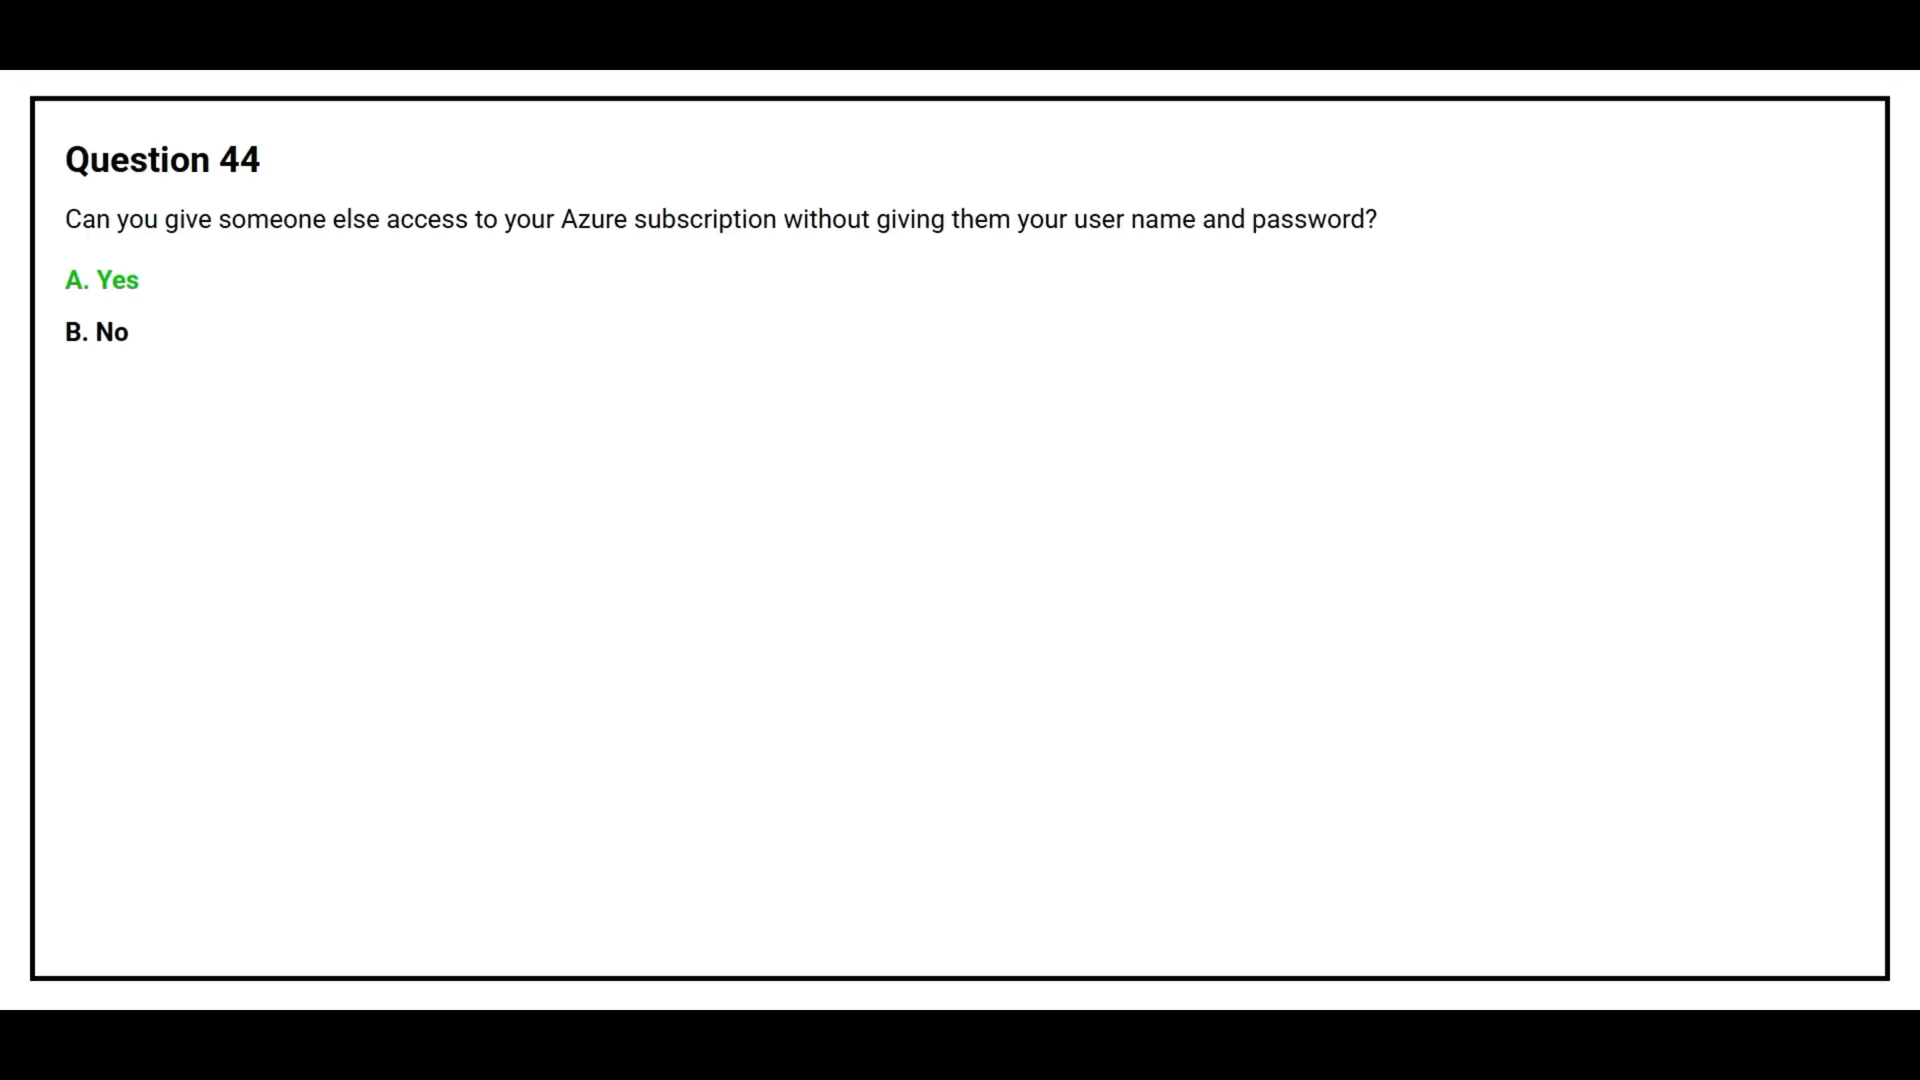 Question 44
Can you give someone else access to your Azure subscription without giving them your user name and password?
A. Yes
B. No